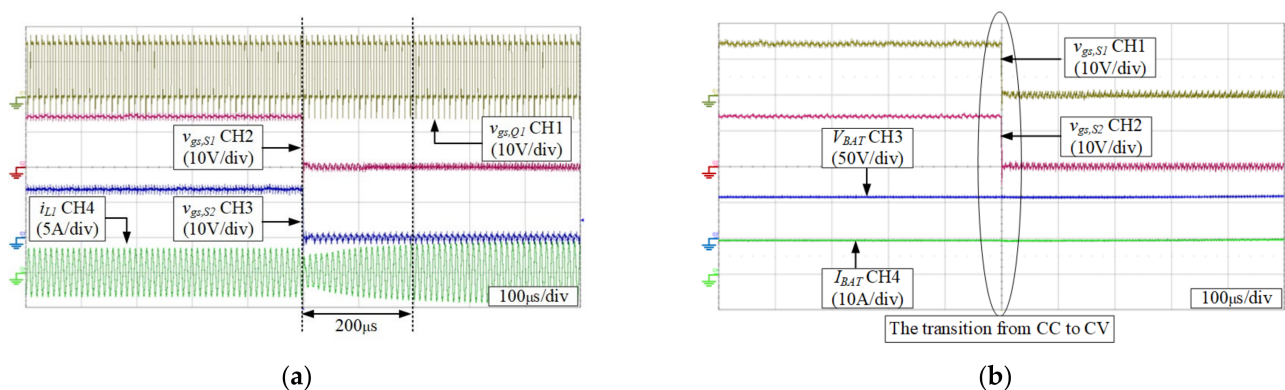 v_gs,S1 CH2
(10V/div)
v_gs,Q1 CH1
(10V/div)
i_L1 CH4
(5A/div)
v_gs,S2 CH3
(10V/div)
100μs/div
200μs
(a)
v_gs,S1 CH1
(10V/div)
V_BAT CH3
(50V/div)
v_gs,S2 CH2
(10V/div)
I_BAT CH4
(10A/div)
100μs/div
The transition from CC to CV
(b)